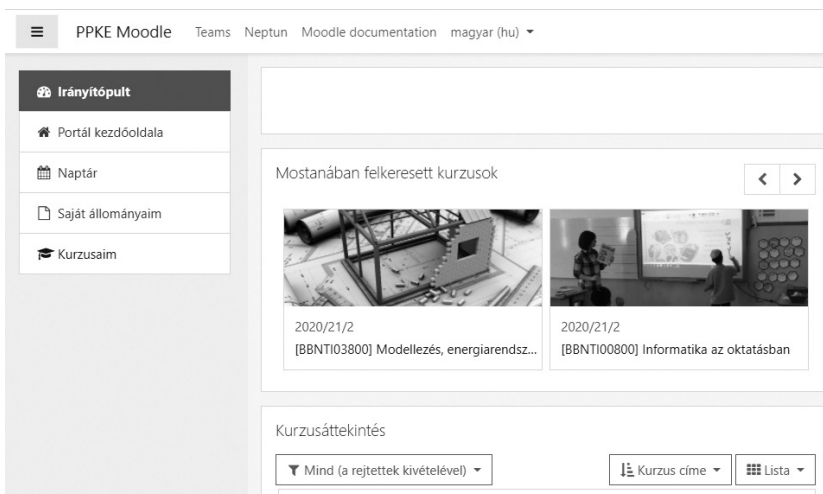 PPKE Moodle Teams Neptun Moodle documentation magyar (hu)
Irányítópult
Portál kezdőoldala
Naptár
Saját állományaim
Kurzusaim
Mostanában felkeresett kurzusok
2020/21/2
[BBNTI03800] Modellezés, energiarendsz...
2020/21/2
[BBNTI00800] Informatika az oktatásban
Kurzusáttekintés
Mind (a rejtettek kivételével)
Kurzus címe
Lista